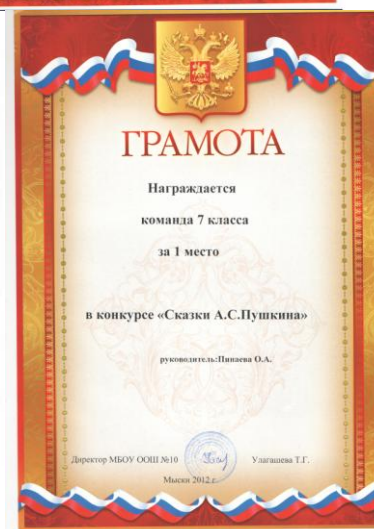 ГРАМОТА
Награждается
команда 7 класса
за 1 место
в конкурсе «Сказки А.С.Пушкина»
руководитель:Пинаева О.А.
Директор МБОУ ООШ №10 Улагашева Т.Г.
Мыски 2012 г.